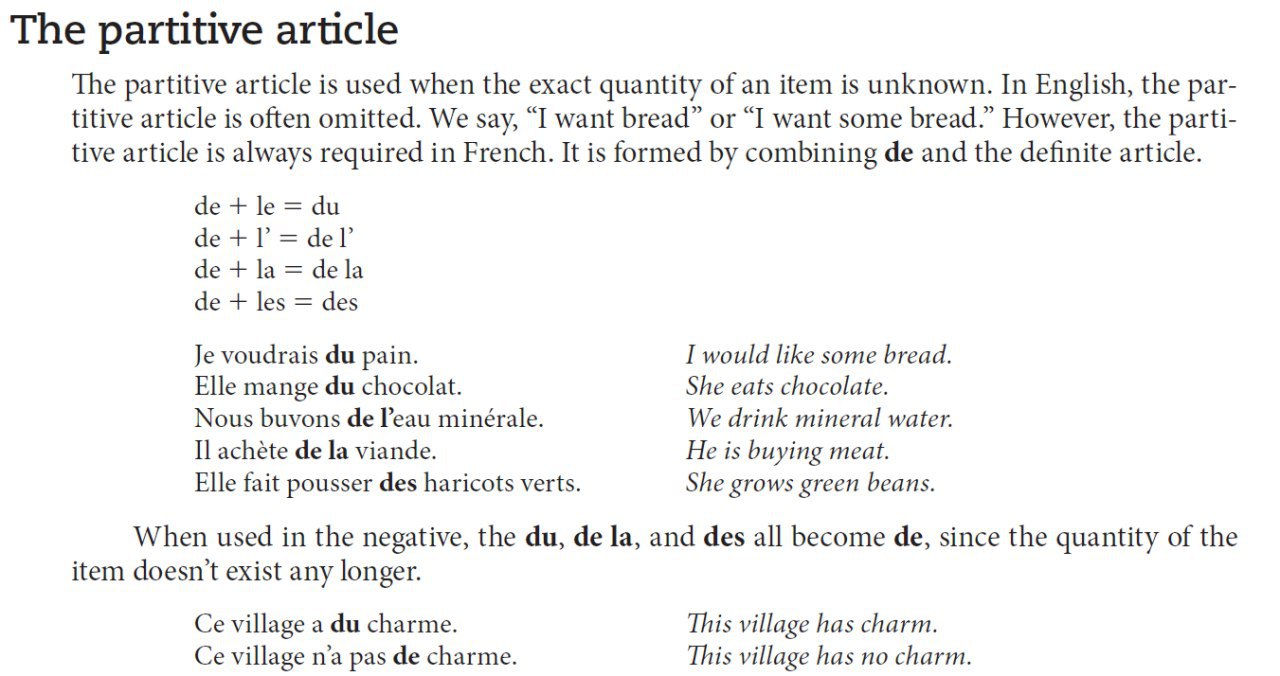 The partitive article
The partitive article is used when the exact quantity of an item is unknown. In English, the par-
titive article is often omitted. We say, “I want bread” or “I want some bread.” However, the parti-
tive article is always required in French. It is formed by combining de and the definite article.
de + le = du
de + l’ = de l’
de + la = de la
de + les = des
Je voudrais du pain. I would like some bread.
Elle mange du chocolat. She eats chocolate.
Nous buvons de l’eau minérale. We drink mineral water.
Il achète de la viande. He is buying meat.
Elle fait pousser des haricots verts. She grows green beans.
When used in the negative, the du, de la, and des all become de, since the quantity of the
item doesn’t exist any longer.
Ce village a du charme. This village has charm.
Ce village n’a pas de charme. This village has no charm.